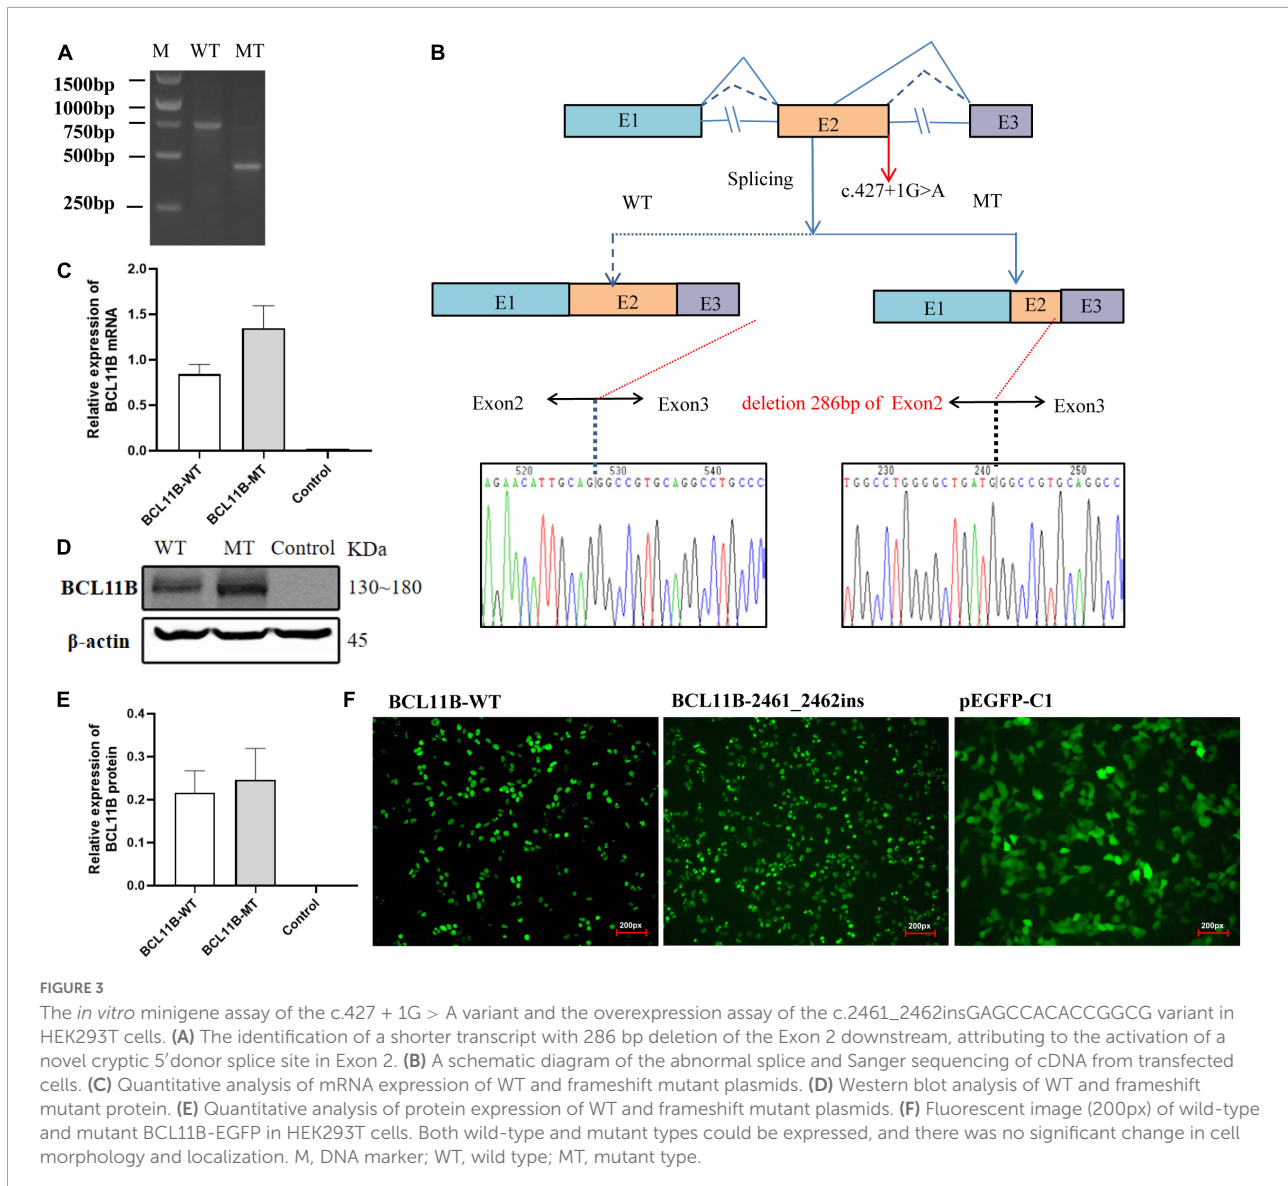 A
M WT MT
1500bp
1000bp
750bp
500bp
250bp
B
E1
E2
E3
Splicing
c.427+1G>A
WT
MT
E1
E2
E3
E1
E2
E3
Exon2
Exon3
deletion 286bp of Exon2
Exon3
520 530 540
AGAACATTGCAGGGCCGTGCAGGCCTGCCC
230 240 250
TGGCCTGGGGCTGATGGGCCGTGCAGGCC
C
Relative expression of
BCL11B mRNA
2.0
1.5
1.0
0.5
0.0
BCL11B-WT
BCL11B-MT
Control
D
WT MT Control KDa
BCL11B
130~180
β-actin
45
E
Relative expression of
BCL11B protein
0.4
0.3
0.2
0.1
0.0
BCL11B-WT
BCL11B-MT
Control
F
BCL11B-WT
BCL11B-2461_2462ins
pEGFP-C1
200px
200px
200px
FIGURE 3
The in vitro minigene assay of the c.427 + 1G > A variant and the overexpression assay of the c.2461_2462insGAGCCACACCGGCG variant in
HEK293T cells. (A) The identification of a shorter transcript with 286 bp deletion of the Exon 2 downstream, attributing to the activation of a
novel cryptic 5′donor splice site in Exon 2. (B) A schematic diagram of the abnormal splice and Sanger sequencing of cDNA from transfected
cells. (C) Quantitative analysis of mRNA expression of WT and frameshift mutant plasmids. (D) Western blot analysis of WT and frameshift
mutant protein. (E) Quantitative analysis of protein expression of WT and frameshift mutant plasmids. (F) Fluorescent image (200px) of wild-type
and mutant BCL11B-EGFP in HEK293T cells. Both wild-type and mutant types could be expressed, and there was no significant change in cell
morphology and localization. M, DNA marker; WT, wild type; MT, mutant type.